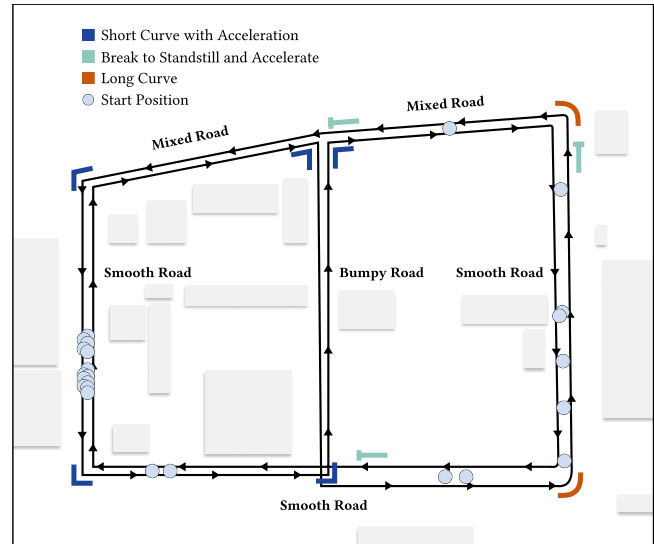 Short Curve with Acceleration
Break to Standstill and Accelerate
Long Curve
Start Position
Mixed Road
Mixed Road
Smooth Road
Bumpy Road
Smooth Road
Smooth Road